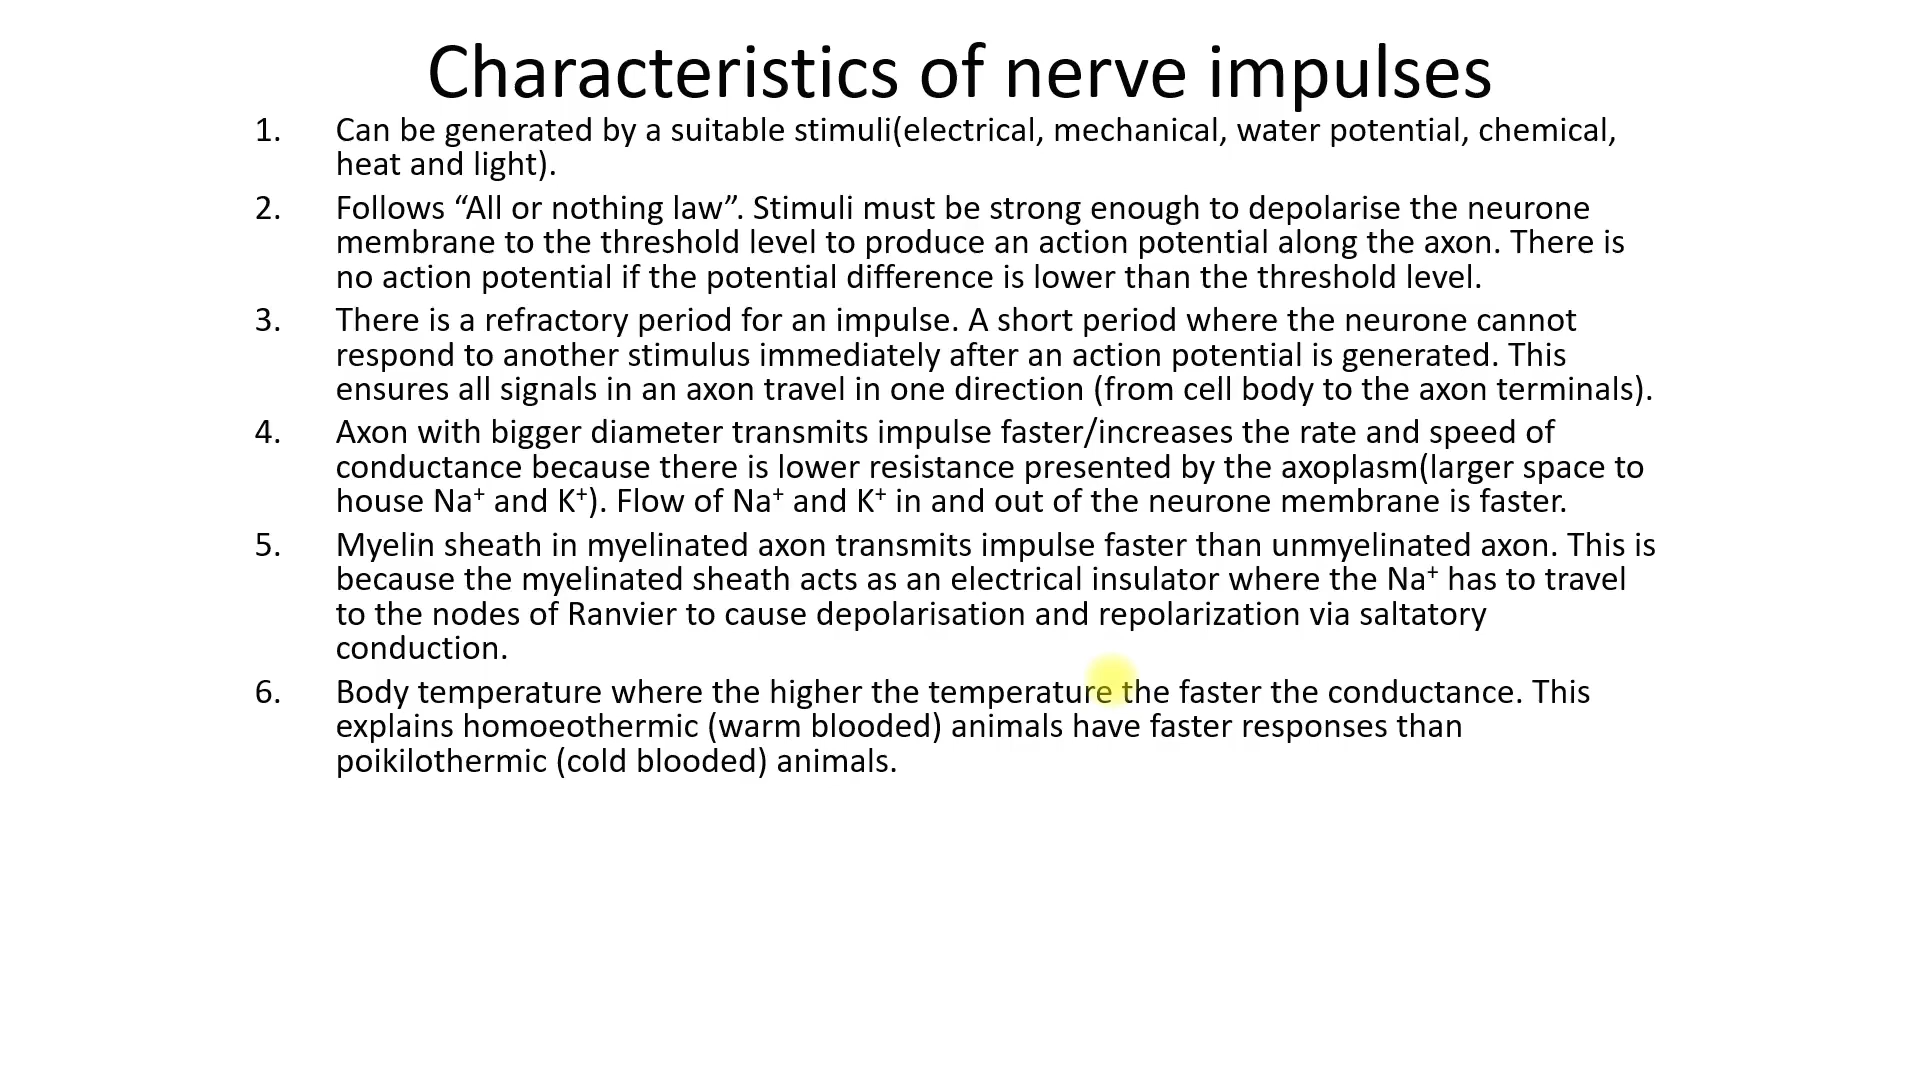 Characteristics of nerve impulses
1. Can be generated by a suitable stimuli(electrical, mechanical, water potential, chemical,
heat and light).
2. Follows “All or nothing law”. Stimuli must be strong enough to depolarise the neurone
membrane to the threshold level to produce an action potential along the axon. There is
no action potential if the potential difference is lower than the threshold level.
3. There is a refractory period for an impulse. A short period where the neurone cannot
respond to another stimulus immediately after an action potential is generated. This
ensures all signals in an axon travel in one direction (from cell body to the axon terminals).
4. Axon with bigger diameter transmits impulse faster/increases the rate and speed of
conductance because there is lower resistance presented by the axoplasm(larger space to
house Na⁺ and K⁺). Flow of Na⁺ and K⁺ in and out of the neurone membrane is faster.
5. Myelin sheath in myelinated axon transmits impulse faster than unmyelinated axon. This is
because the myelinated sheath acts as an electrical insulator where the Na⁺ has to travel
to the nodes of Ranvier to cause depolarisation and repolarization via saltatory
conduction.
6. Body temperature where the higher the temperature the faster the conductance. This
explains homoeothermic (warm blooded) animals have faster responses than
poikilothermic (cold blooded) animals.